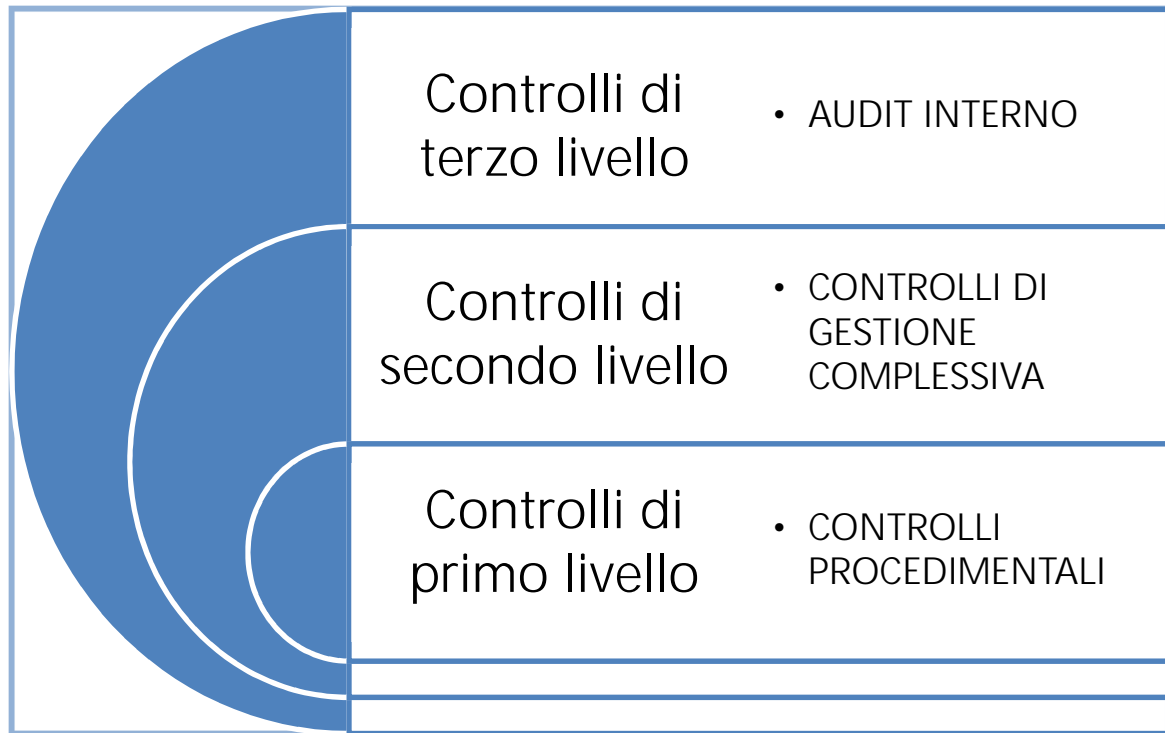 Controlli di
terzo livello
• AUDIT INTERNO
Controlli di
secondo livello
• CONTROLLI DI
GESTIONE
COMPLESSIVA
Controlli di
primo livello
• CONTROLLI
PROCEDIMENTALI